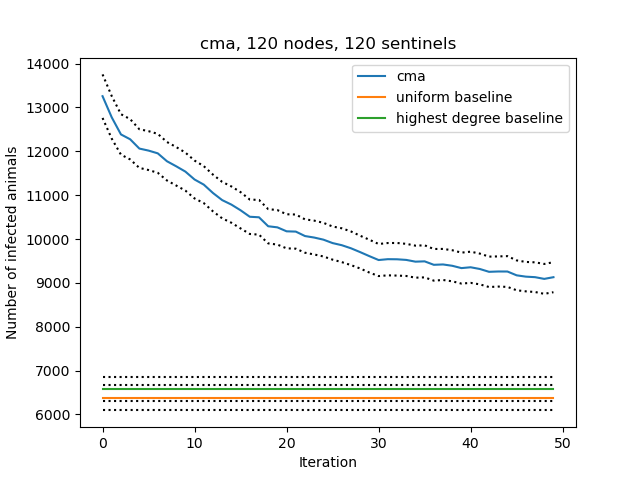 cma, 120 nodes, 120 sentinels
cma
uniform baseline
highest degree baseline
Number of infected animals
14000
13000
12000
11000
10000
9000
8000
7000
6000
0 10 20 30 40 50
Iteration